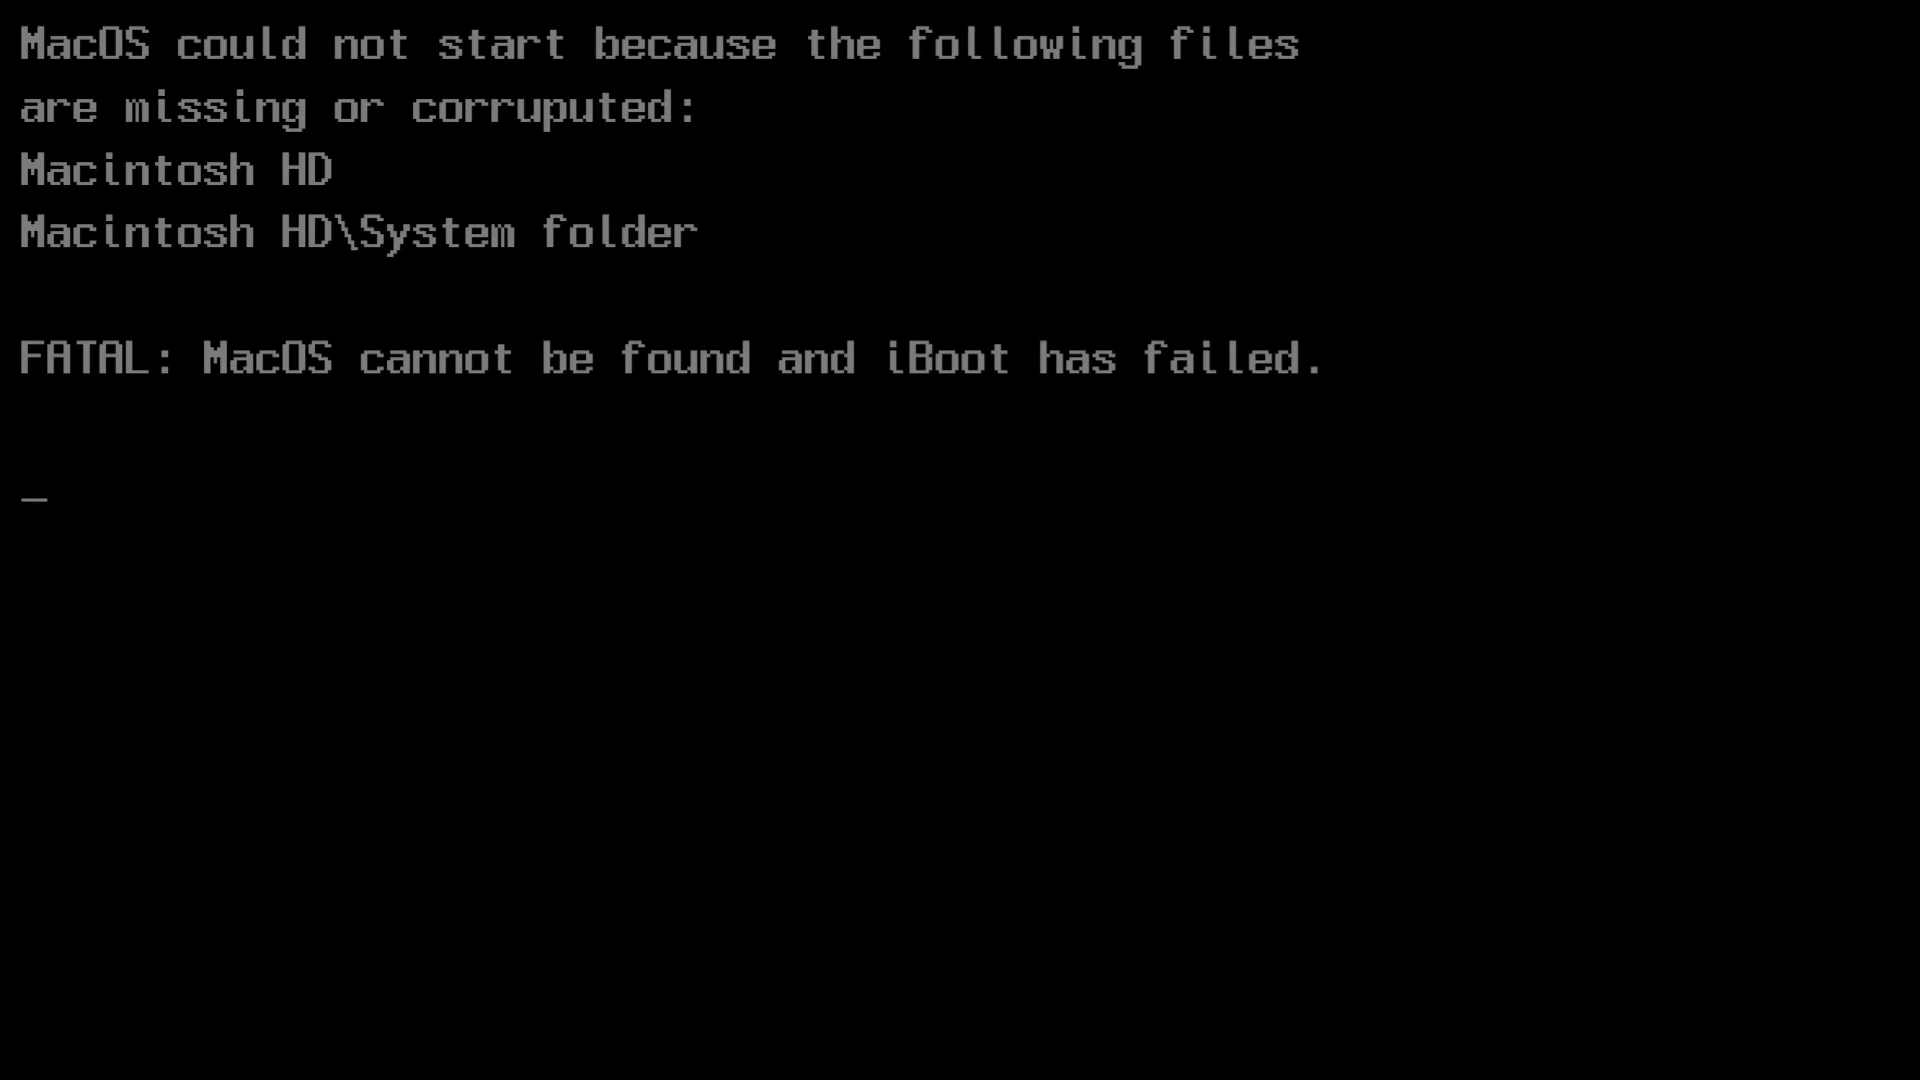 MacOS could not start because the following files
are missing or corruputed:
Macintosh HD
Macintosh HD\System folder
FATAL: MacOS cannot be found and iBoot has failed.
_